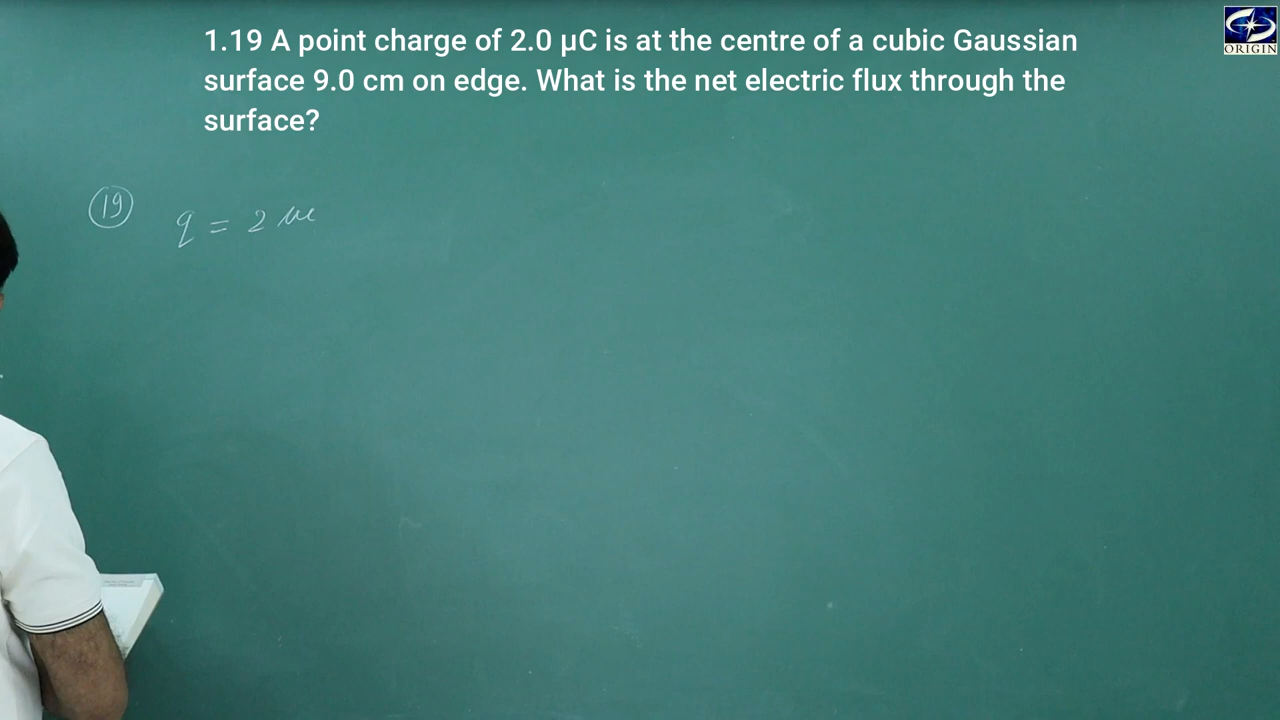 1.19 A point charge of 2.0 µC is at the centre of a cubic Gaussian
surface 9.0 cm on edge. What is the net electric flux through the
surface?
ORIGIN
19 q = 2 µc